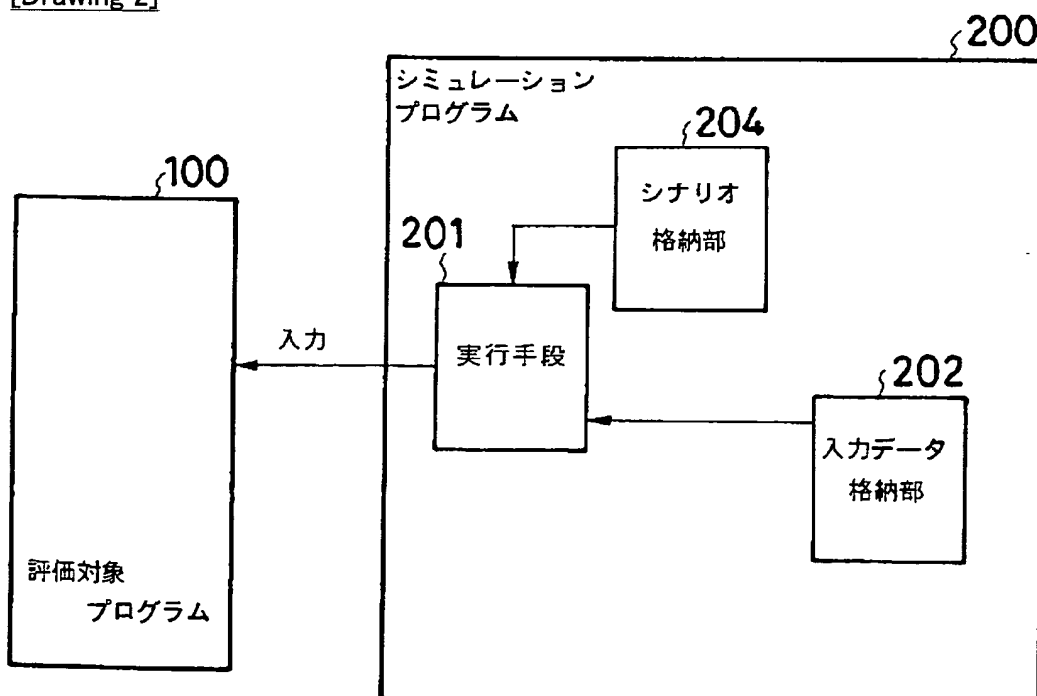 [Drawing 2]
200
シミュレーション
プログラム
204
シナリオ
格納部
100
201
入力
実行手段
202
入力データ
格納部
評価対象
プログラム